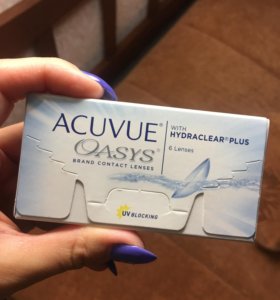 ACUVUE®
OASYS®
BRAND CONTACT LENSES
WITH
HYDRACLEAR® PLUS
6 Lenses
UV BLOCKING